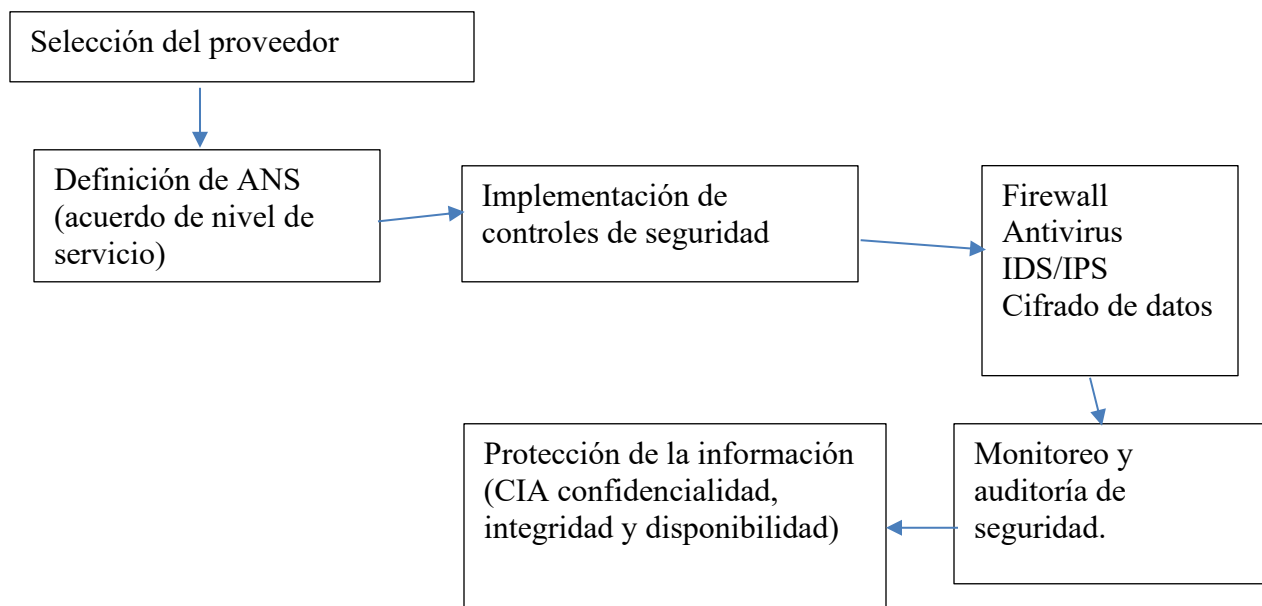 Selección del proveedor
Definición de ANS
(acuerdo de nivel de
servicio)
Implementación de
controles de seguridad
Firewall
Antivirus
IDS/IPS
Cifrado de datos
Monitoreo y
auditoría de
seguridad.
Protección de la información
(CIA confidencialidad,
integridad y disponibilidad)